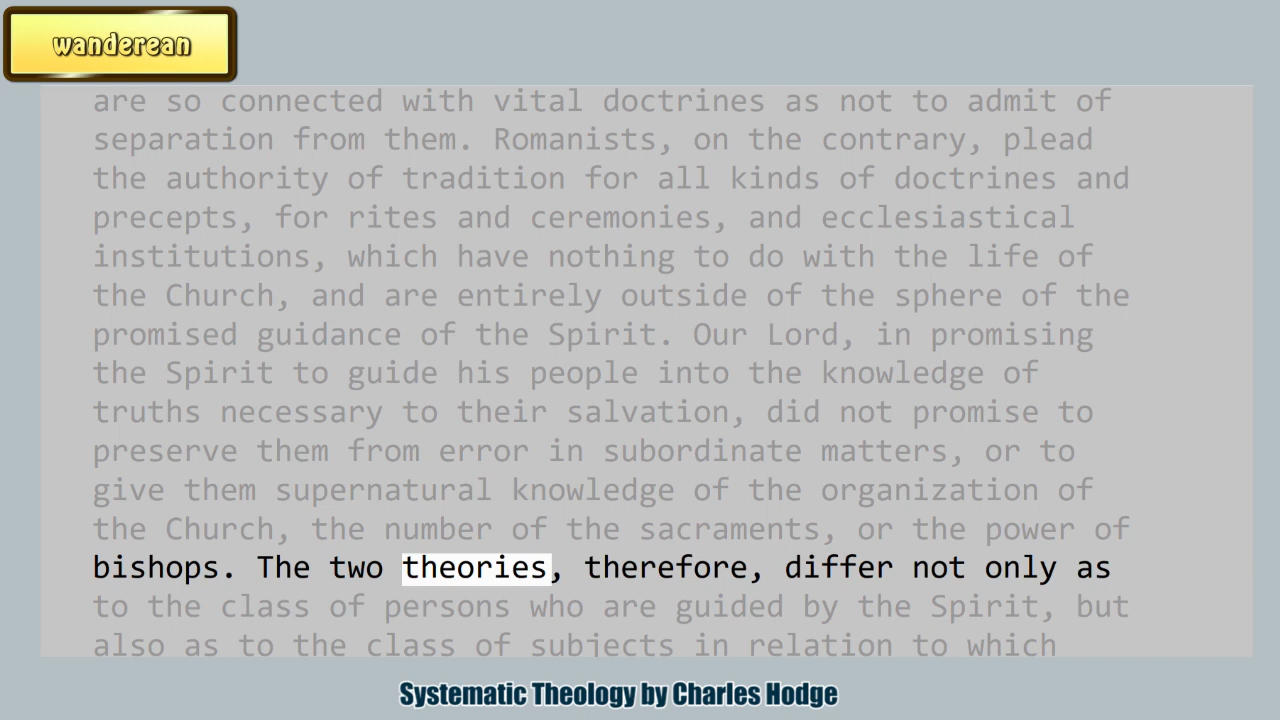 wanderean
are so connected with vital doctrines as not to admit of
separation from them. Romanists, on the contrary, plead
the authority of tradition for all kinds of doctrines and
precepts, for rites and ceremonies, and ecclesiastical
institutions, which have nothing to do with the life of
the Church, and are entirely outside of the sphere of the
promised guidance of the Spirit. Our Lord, in promising
the Spirit to guide his people into the knowledge of
truths necessary to their salvation, did not promise to
preserve them from error in subordinate matters, or to
give them supernatural knowledge of the organization of
the Church, the number of the sacraments, or the power of
bishops. The two theories, therefore, differ not only as
to the class of persons who are guided by the Spirit, but
also as to the class of subjects in relation to which
Systematic Theology by Charles Hodge